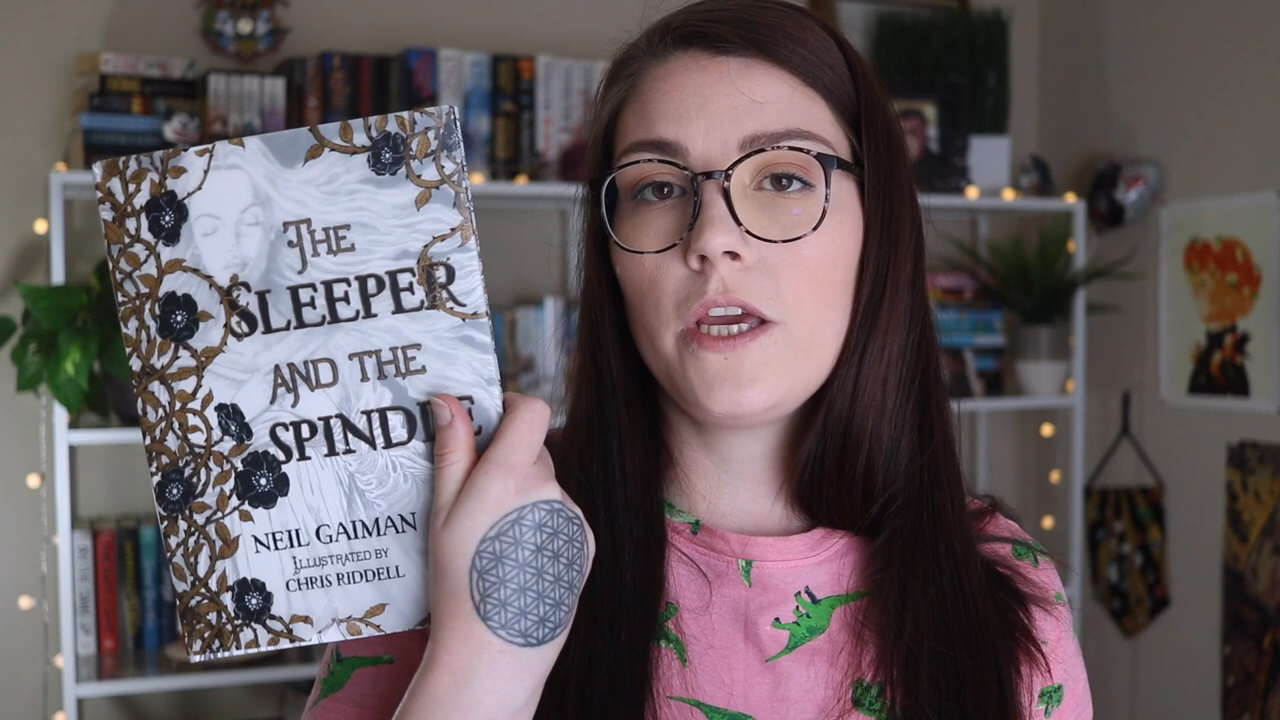 THE
SLEEPER
AND THE
SPINDLE
NEIL GAIMAN
ILLUSTRATED BY
CHRIS RIDDELL